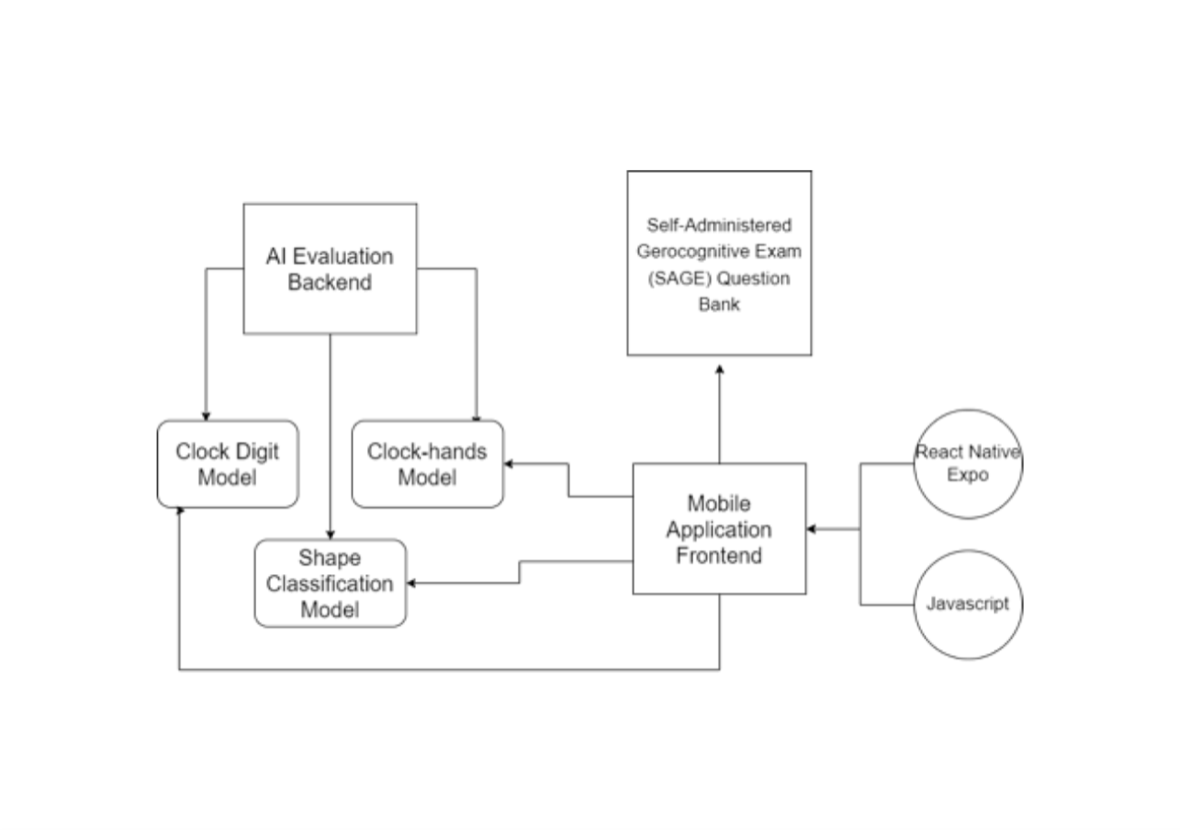 Self-Administered
Gerocognitive Exam
(SAGE) Question
Bank
AI Evaluation
Backend
Clock Digit
Model
Clock-hands
Model
React Native
Expo
Mobile
Application
Frontend
Shape
Classification
Model
Javascript